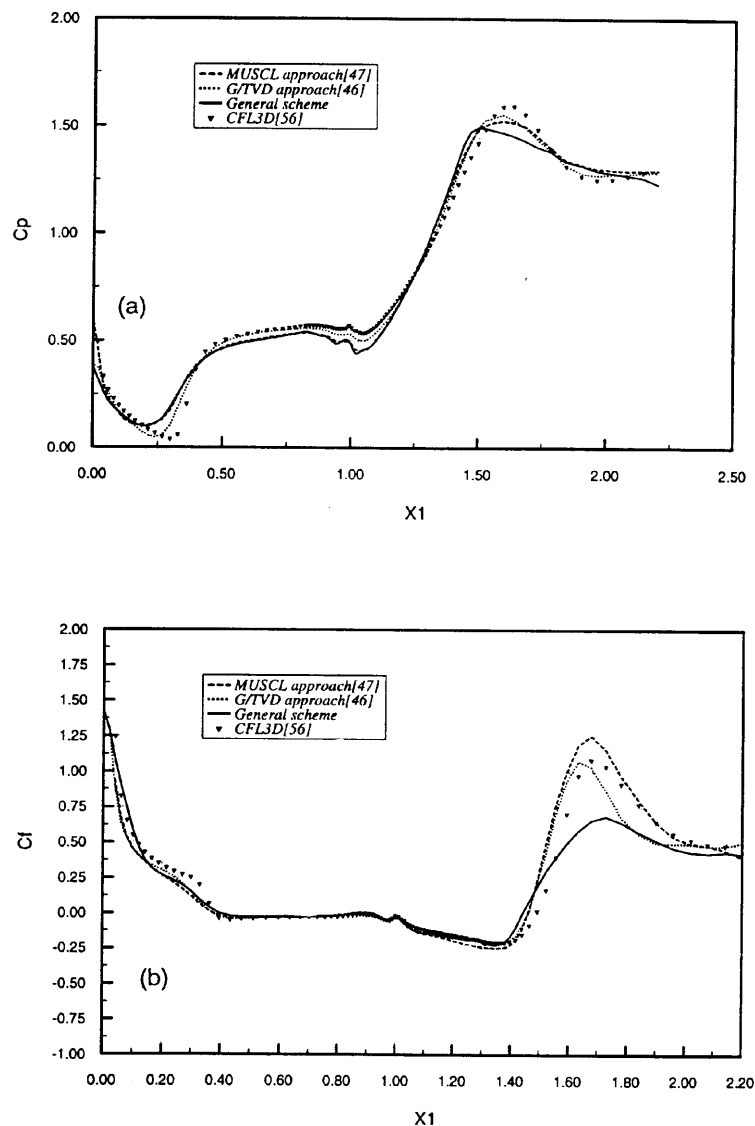 2.00
MUSCL approach[47]
G/TVD approach[46]
General scheme
CFL3D[56]
1.50
1.00
Cp
(a)
0.50
0.00
0.00 0.50 1.00 1.50 2.00 2.50
X1
2.00
1.75
MUSCL approach[47]
G/TVD approach[46]
General scheme
CFL3D[56]
1.50
1.25
1.00
0.75
Cf
0.50
0.25
0.00
-0.25
(b)
-0.50
-0.75
-1.00
0.00 0.20 0.40 0.60 0.80 1.00 1.20 1.40 1.60 1.80 2.00 2.20
X1